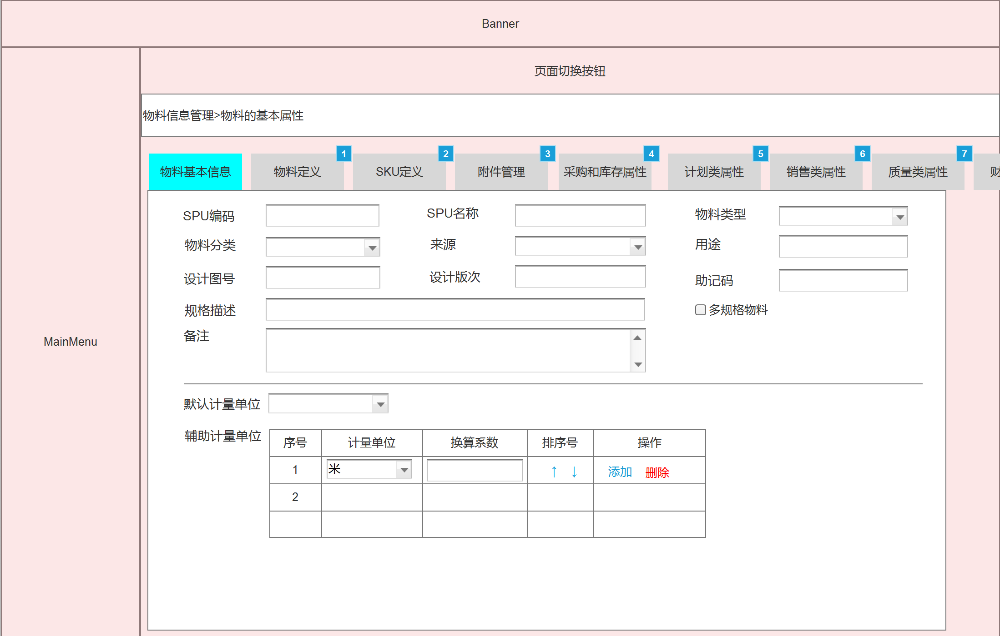 Banner
页面切换按钮
物料信息管理>物料的基本属性
1 2 3 4 5 6 7
物料基本信息 物料定义 SKU定义 附件管理 采购和库存属性 计划类属性 销售类属性 质量类属性 财
SPU编码 SPU名称 物料类型
物料分类 来源 用途
设计图号 设计版次 助记码
规格描述 多规格物料
备注
MainMenu
默认计量单位
辅助计量单位
序号 计量单位 换算系数 排序号 操作
1 米 ↑ ↓ 添加 删除
2